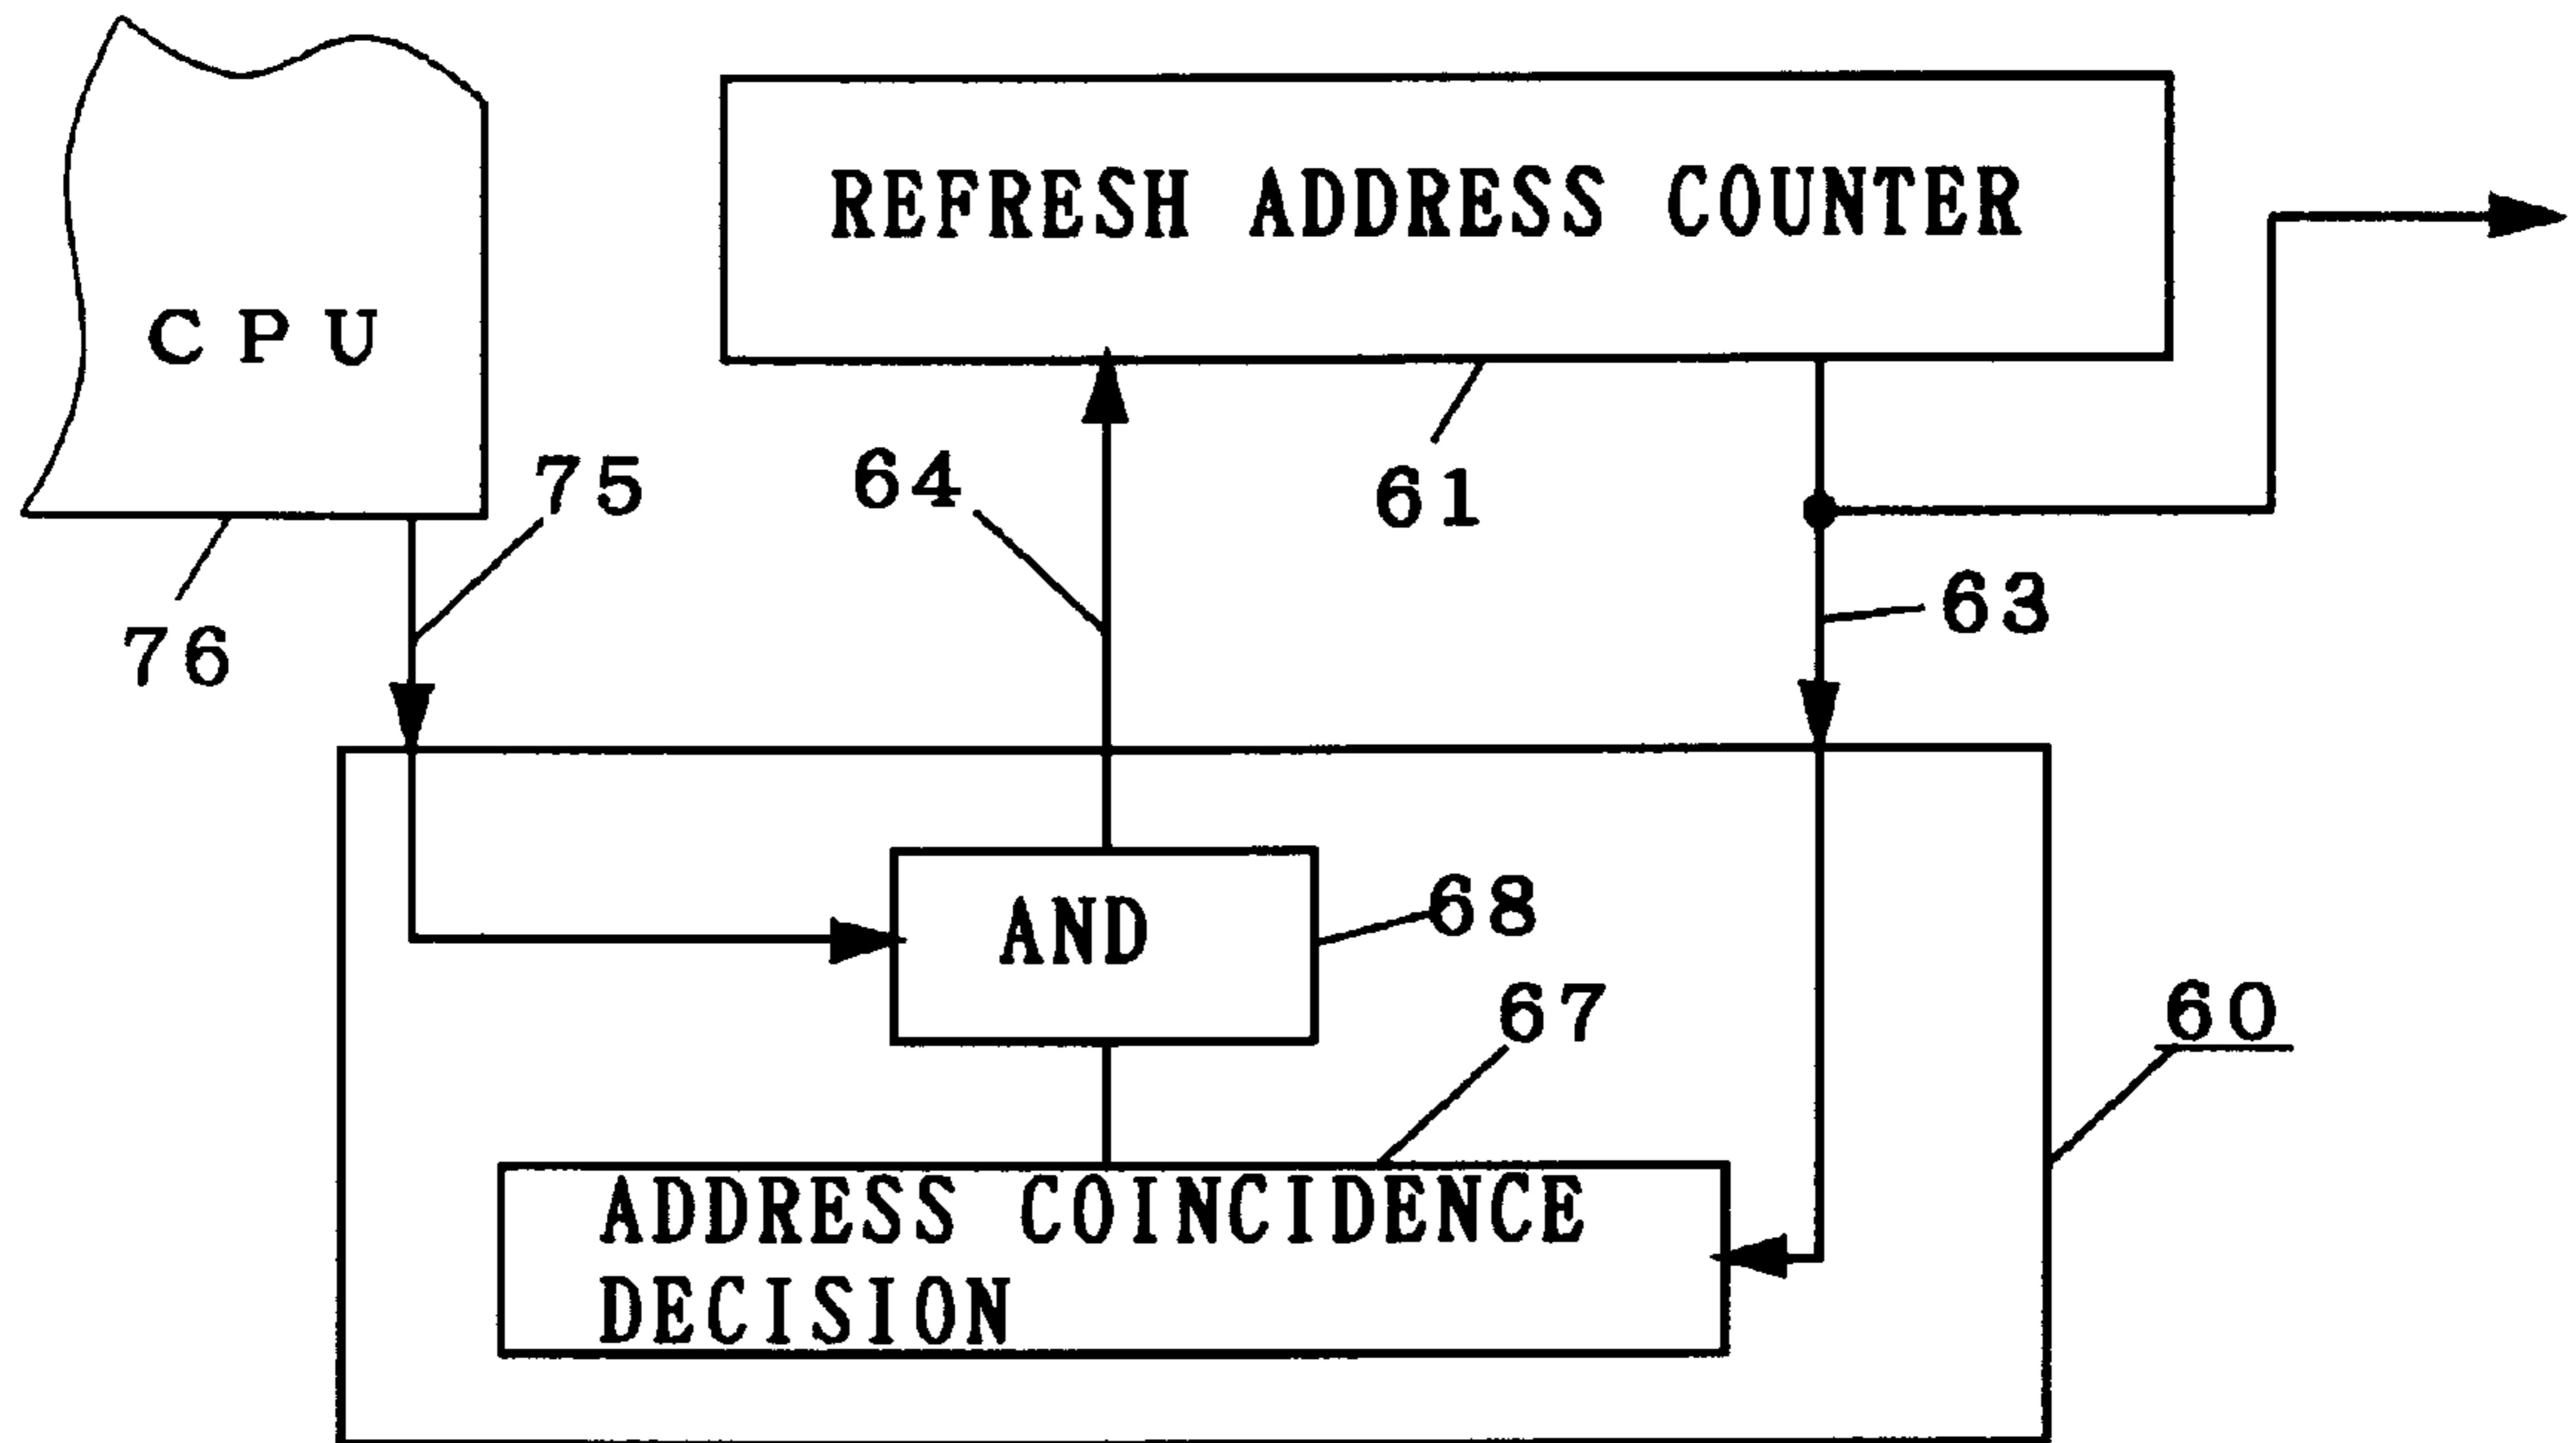 REFRESH ADDRESS COUNTER
C P U
75
64
61
63
76
AND
68
67
60
ADDRESS COINCIDENCE
DECISION